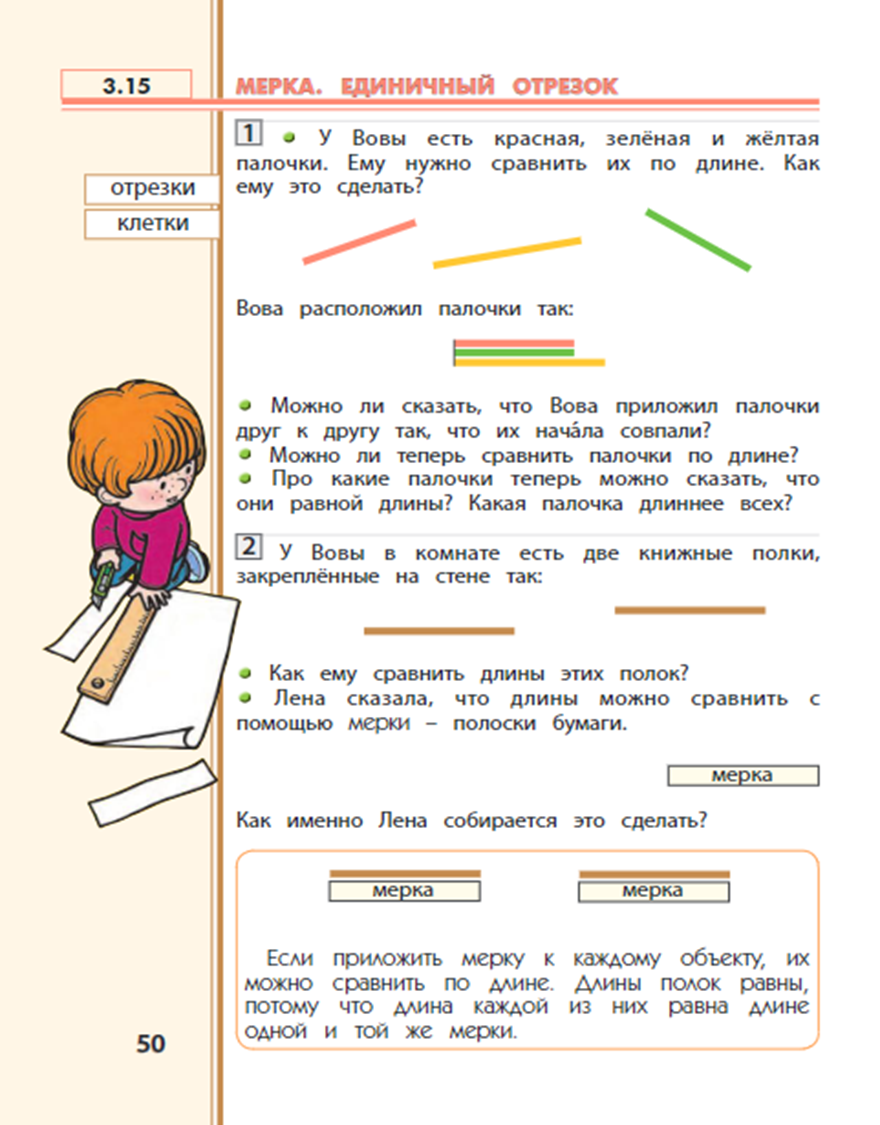 3.15
МЕРКА. ЕДИНИЧНЫЙ ОТРЕЗОК
отрезки
клетки
1 У Вовы есть красная, зелёная и жёлтая
палочки. Ему нужно сравнить их по длине. Как
ему это сделать?
Вова расположил палочки так:
Можно ли сказать, что Вова приложил палочки
друг к другу так, что их нача́ла совпали?
Можно ли теперь сравнить палочки по длине?
Про какие палочки теперь можно сказать, что
они равной длины? Какая палочка длиннее всех?
2 У Вовы в комнате есть две книжные полки,
закреплённые на стене так:
Как ему сравнить длины этих полок?
Лена сказала, что длины можно сравнить с
помощью мерки – полоски бумаги.
мерка
Как именно Лена собирается это сделать?
мерка мерка
Если приложить мерку к каждому объекту, их
можно сравнить по длине. Длины полок равны,
потому что длина каждой из них равна длине
одной и той же мерки.
50